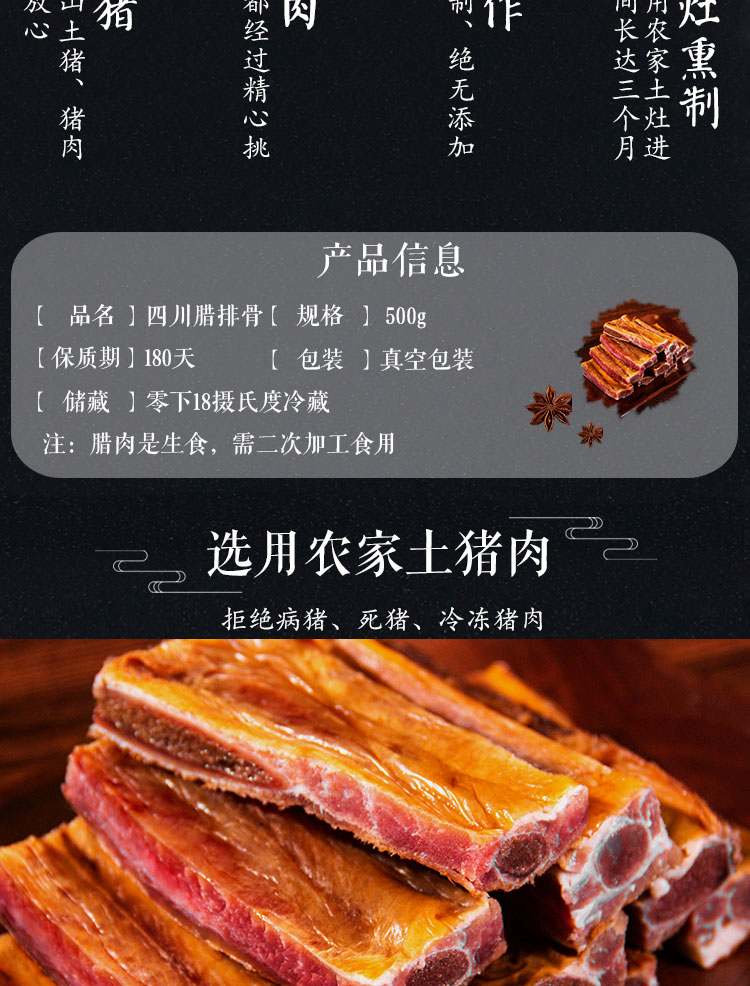 灶熏制
用农家土灶进
间长达三个月
作
制、绝无添加
肉
都经过精心挑
猪
山土猪、猪肉
放心
产品信息
【 品名 】四川腊排骨【 规格 】 500g
【保质期】180天 【 包装 】真空包装
【 储藏 】零下18摄氏度冷藏
注：腊肉是生食，需二次加工食用
选用农家土猪肉
拒绝病猪、死猪、冷冻猪肉